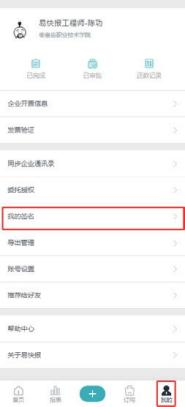 易快报工程师-陈功
已完成
已审批
还款记录
企业开票信息
发票验证
同步企业通讯录
委托授权
我的签名
导出管理
账号设置
推荐给好友
帮助中心
关于易快报
首页
报表
订购
我的